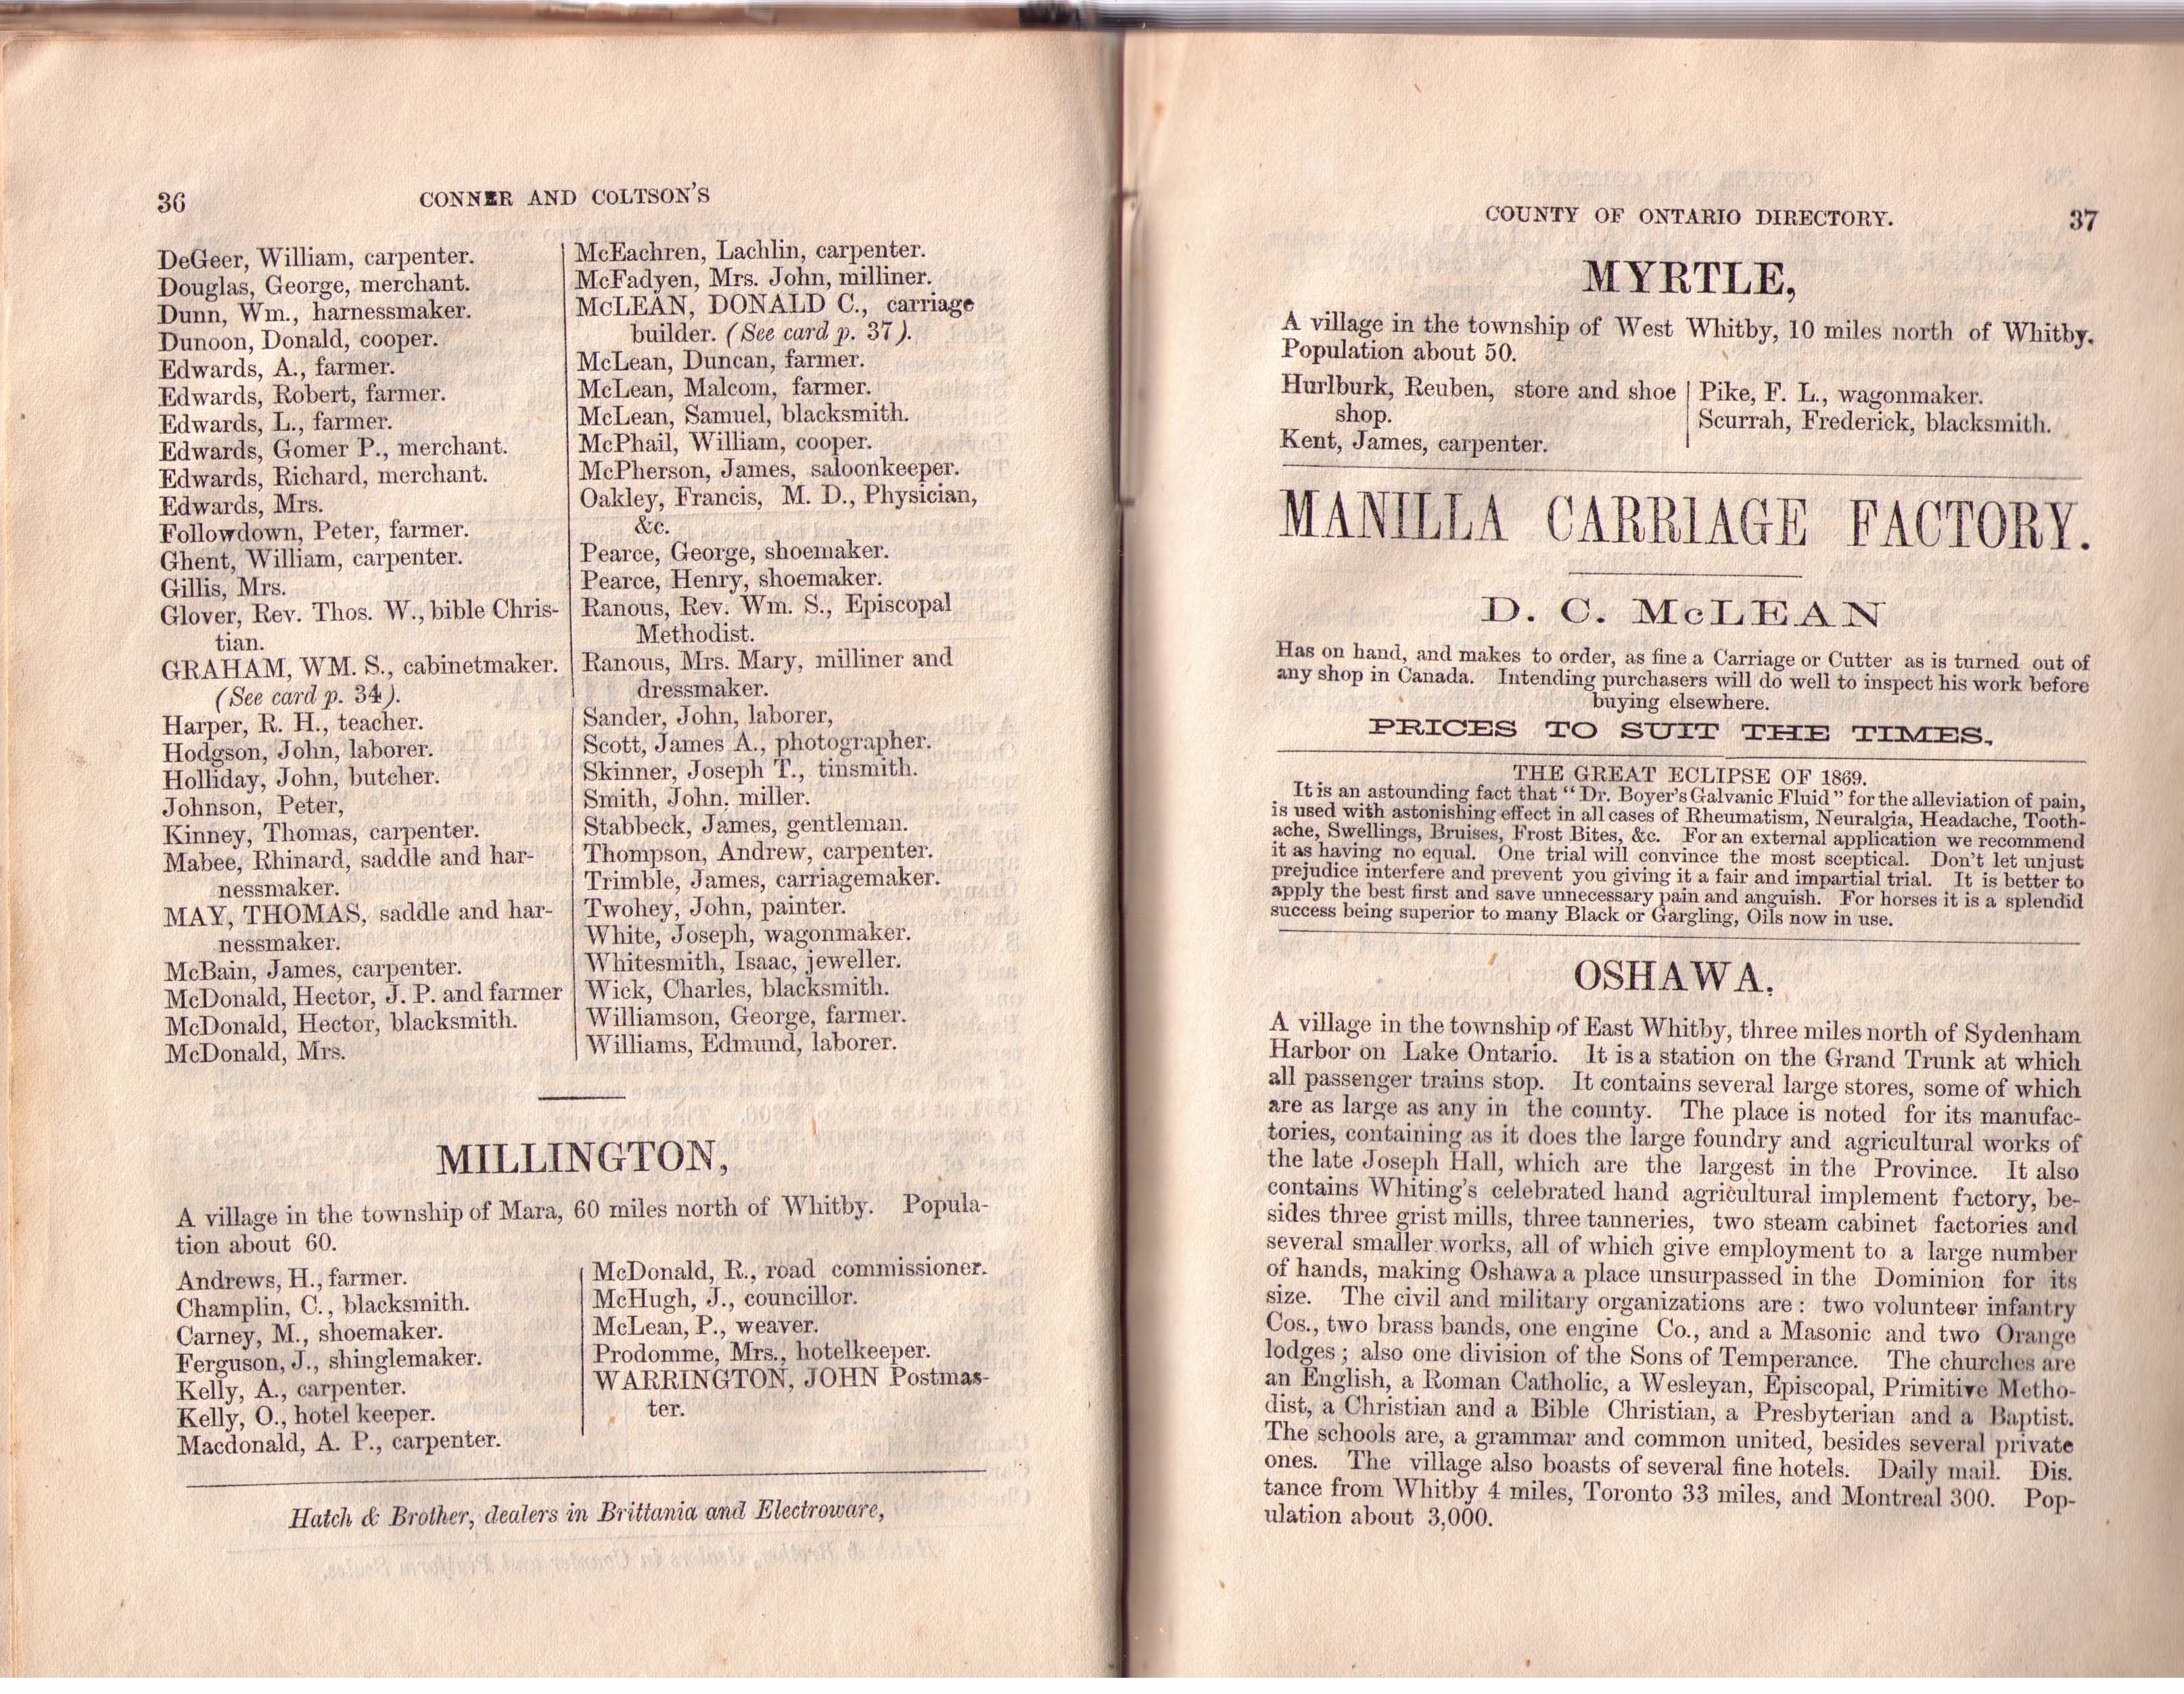 36
CONNER AND COLTSON'S
DeGeer, William, carpenter.
Douglas, George, merchant.
Dunn, Wm., harnessmaker.
Dunoon, Donald, cooper.
Edwards, A., farmer.
Edwards, Robert, farmer.
Edwards, L., farmer.
Edwards, Gomer P., merchant.
Edwards, Richard, merchant.
Edwards, Mrs.
Followdown, Peter, farmer.
Ghent, William, carpenter.
Gillis, Mrs.
Glover, Rev. Thos. W., bible Chris-
tian.
GRAHAM, WM. S., cabinetmaker.
(See card p. 34).
Harper, R. H., teacher.
Hodgson, John, laborer.
Holliday, John, butcher.
Johnson, Peter,
Kinney, Thomas, carpenter.
Mabee, Rhinard, saddle and har-
nessmaker.
MAY, THOMAS, saddle and har-
nessmaker.
McBain, James, carpenter.
McDonald, Hector, J. P. and farmer
McDonald, Hector, blacksmith.
McDonald, Mrs.
McEachren, Lachlin, carpenter.
McFadyen, Mrs. John, milliner.
McLEAN, DONALD C., carriage
builder. (See card p. 37).
McLean, Duncan, farmer.
McLean, Malcom, farmer.
McLean, Samuel, blacksmith.
McPhail, William, cooper.
McPherson, James, saloonkeeper.
Oakley, Francis, M. D., Physician,
&c.
Pearce, George, shoemaker.
Pearce, Henry, shoemaker.
Ranous, Rev. Wm. S., Episcopal
Methodist.
Ranous, Mrs. Mary, milliner and
dressmaker.
Sander, John, laborer,
Scott, James A., photographer.
Skinner, Joseph T., tinsmith.
Smith, John. miller.
Stabbeck, James, gentleman.
Thompson, Andrew, carpenter.
Trimble, James, carriagemaker.
Twohey, John, painter.
White, Joseph, wagonmaker.
Whitesmith, Isaac, jeweller.
Wick, Charles, blacksmith.
Williamson, George, farmer.
Williams, Edmund, laborer.
MILLINGTON,
A village in the township of Mara, 60 miles north of Whitby. Popula-
tion about 60.
Andrews, H., farmer.
Champlin, C., blacksmith.
Carney, M., shoemaker.
Ferguson, J., shinglemaker.
Kelly, A., carpenter.
Kelly, O., hotel keeper.
Macdonald, A. P., carpenter.
McDonald, R., road commissioner.
McHugh, J., councillor.
McLean, P., weaver.
Prodomme, Mrs., hotelkeeper.
WARRINGTON, JOHN Postmas-
ter.
Hatch & Brother, dealers in Brittania and Electroware,
COUNTY OF ONTARIO DIRECTORY.
37
MYRTLE,
A village in the township of West Whitby, 10 miles north of Whitby.
Population about 50.
Hurlburk, Reuben, store and shoe
shop.
Kent, James, carpenter.
Pike, F. L., wagonmaker.
Scurrah, Frederick, blacksmith.
MANILLA CARRIAGE FACTORY.
D. C. McLEAN
Has on hand, and makes to order, as fine a Carriage or Cutter as is turned out of
any shop in Canada. Intending purchasers will do well to inspect his work before
buying elsewhere.
PRICES TO SUIT THE TIMES.
THE GREAT ECLIPSE OF 1869.
It is an astounding fact that "Dr. Boyer's Galvanic Fluid" for the alleviation of pain,
is used with astonishing effect in all cases of Rheumatism, Neuralgia, Headache, Tooth-
ache, Swellings, Bruises, Frost Bites, &c. For an external application we recommend
it as having no equal. One trial will convince the most sceptical. Don't let unjust
prejudice interfere and prevent you giving it a fair and impartial trial. It is better to
apply the best first and save unnecessary pain and anguish. For horses it is a splendid
success being superior to many Black or Gargling, Oils now in use.
OSHAWA.
A village in the township of East Whitby, three miles north of Sydenham
Harbor on Lake Ontario. It is a station on the Grand Trunk at which
all passenger trains stop. It contains several large stores, some of which
are as large as any in the county. The place is noted for its manufac-
tories, containing as it does the large foundry and agricultural works of
the late Joseph Hall, which are the largest in the Province. It also
contains Whiting's celebrated hand agricultural implement factory, be-
sides three grist mills, three tanneries, two steam cabinet factories and
several smaller works, all of which give employment to a large number
of hands, making Oshawa a place unsurpassed in the Dominion for its
size. The civil and military organizations are: two volunteer infantry
Cos., two brass bands, one engine Co., and a Masonic and two Orange
lodges; also one division of the Sons of Temperance. The churches are
an English, a Roman Catholic, a Wesleyan, Episcopal, Primitive Metho-
dist, a Christian and a Bible Christian, a Presbyterian and a Baptist.
The schools are, a grammar and common united, besides several private
ones. The village also boasts of several fine hotels. Daily mail. Dis.
tance from Whitby 4 miles, Toronto 33 miles, and Montreal 300. Pop-
ulation about 3,000.